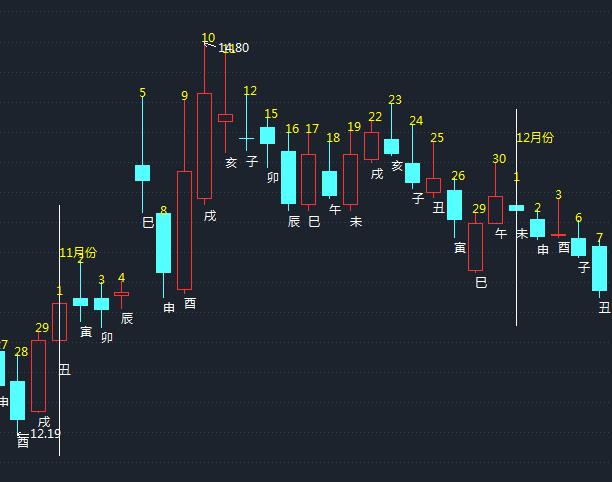 10
14.80
11
5
9
12
15
16
17
18
19
22
23
24
25
26
29
30
12月份
1
2
3
6
7
亥
子
卯
辰
巳
午
未
戌
亥
子
丑
寅
巳
午
未
申
酉
子
丑
巳
8
戌
申
酉
11月份
1
2
3
4
寅
卯
辰
丑
27
28
29
申
酉
戌
12.19